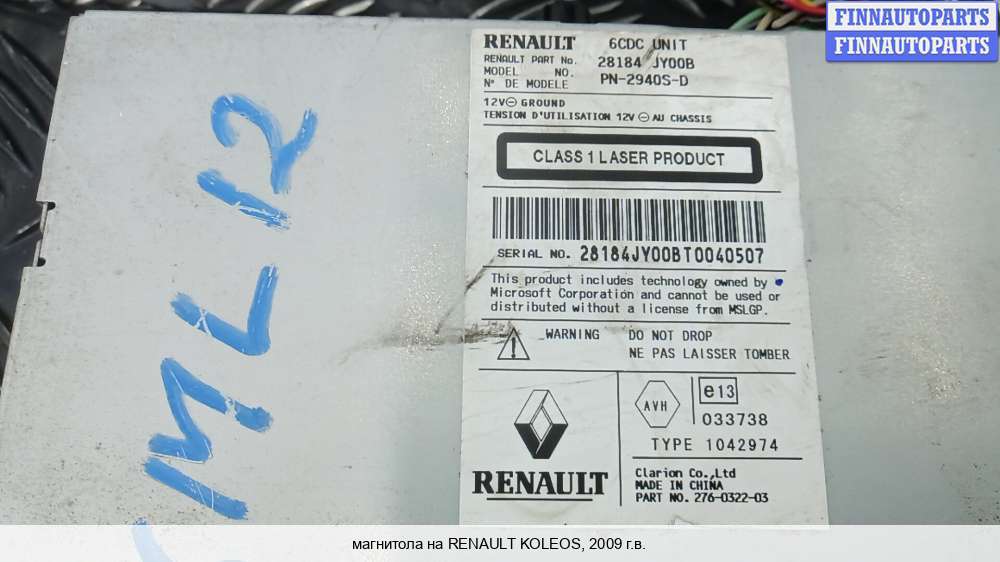 FINNAUTOPARTS
FINNAUTOPARTS
RENAULT 6CDC UNIT
RENAULT PART No. 28184 JY00B
MODEL NO. PN-2940S-D
N° DE MODELE
12V⊖ GROUND
TENSION D'UTILISATION 12V ⊖ AU CHASSIS
CLASS 1 LASER PRODUCT
SERIAL NO. 28184JY00BT0040507
This product includes technology owned by
Microsoft Corporation and cannot be used or
distributed without a license from MSLGP.
WARNING DO NOT DROP
NE PAS LAISSER TOMBER
AVH
e13
033738
TYPE 1042974
RENAULT
Clarion Co.,Ltd
MADE IN CHINA
PART NO. 276-0322-03
ML12
магнитола на RENAULT KOLEOS, 2009 г.в.